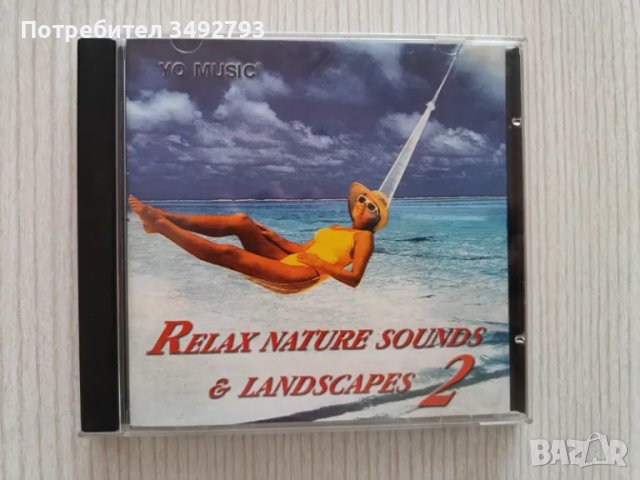 Потребител 3492793
YO MUSIC®
RELAX NATURE SOUNDS
& LANDSCAPES 2
BAZAR